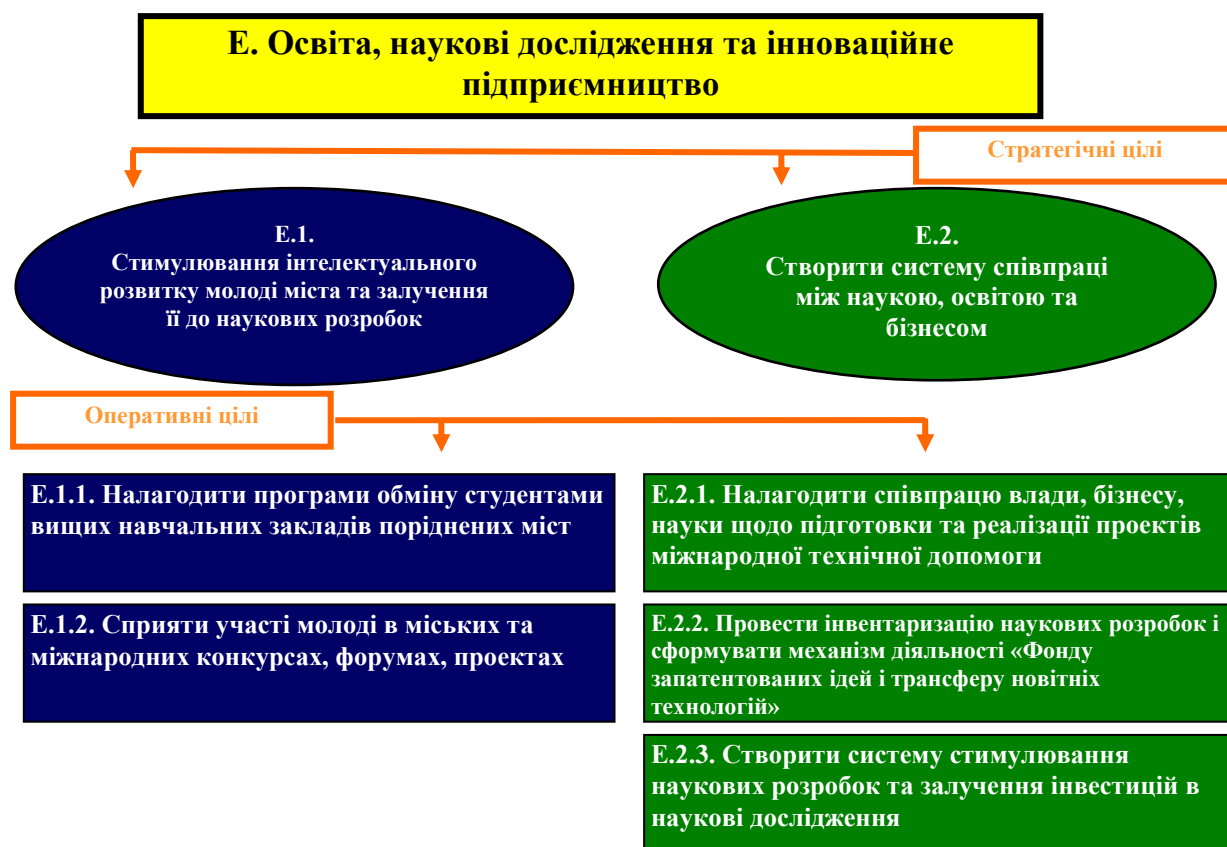 Е. Освіта, наукові дослідження та інноваційне
підприємництво
Стратегічні цілі
Е.1.
Стимулювання інтелектуального
розвитку молоді міста та залучення
її до наукових розробок
Е.2.
Створити систему співпраці
між наукою, освітою та
бізнесом
Оперативні цілі
Е.1.1. Налагодити програми обміну студентами
вищих навчальних закладів поріднених міст
Е.1.2. Сприяти участі молоді в міських та
міжнародних конкурсах, форумах, проектах
Е.2.1. Налагодити співпрацю влади, бізнесу,
науки щодо підготовки та реалізації проектів
міжнародної технічної допомоги
Е.2.2. Провести інвентаризацію наукових розробок і
сформувати механізм діяльності «Фонду
запатентованих ідей і трансферу новітніх
технологій»
Е.2.3. Створити систему стимулювання
наукових розробок та залучення інвестицій в
наукові дослідження